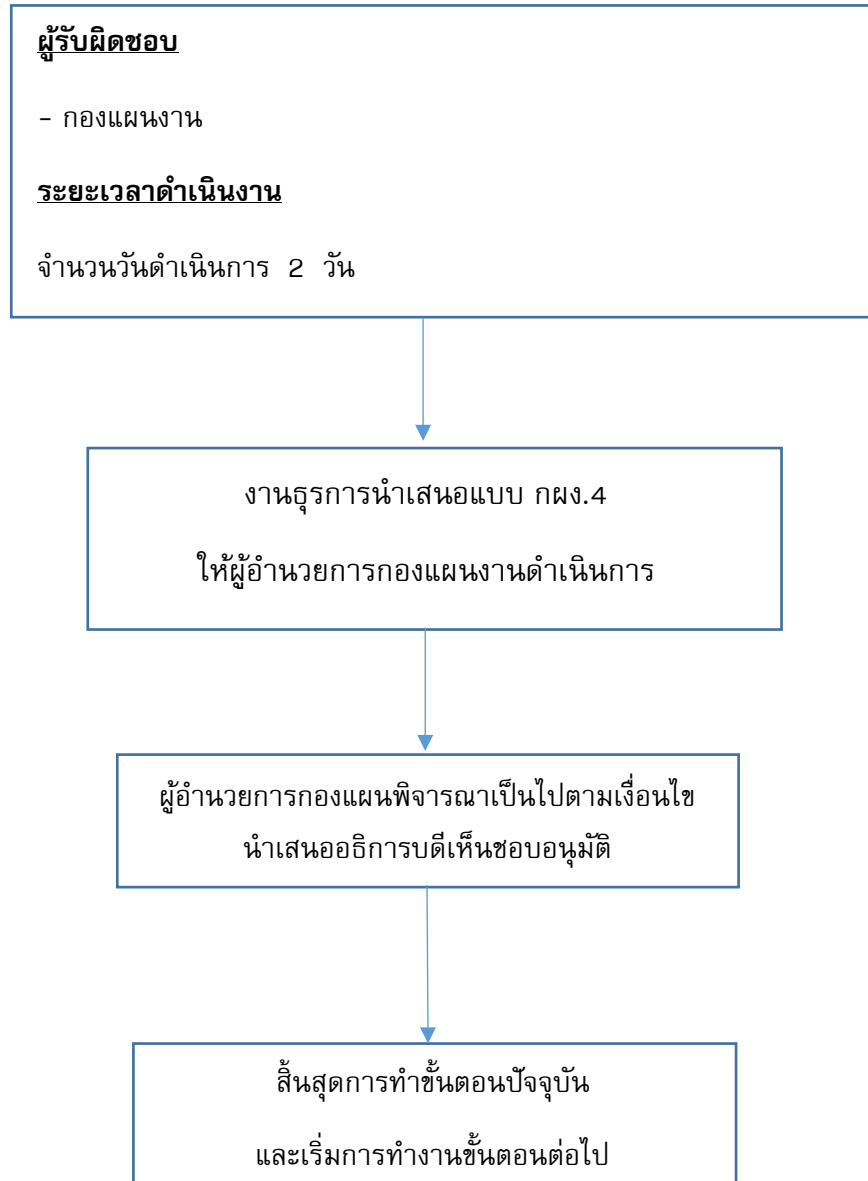 ผู้รับผิดชอบ
- กองแผนงาน
ระยะเวลาดำเนินงาน
จำนวนวันดำเนินการ 2 วัน
งานธุรการนำเสนอแบบ กผง.4
ให้ผู้อำนวยการกองแผนงานดำเนินการ
ผู้อำนวยการกองแผนพิจารณาเป็นไปตามเงื่อนไข
นำเสนออธิการบดีเห็นชอบอนุมัติ
สิ้นสุดการทำขั้นตอนปัจจุบัน
และเริ่มการทำงานขั้นตอนต่อไป